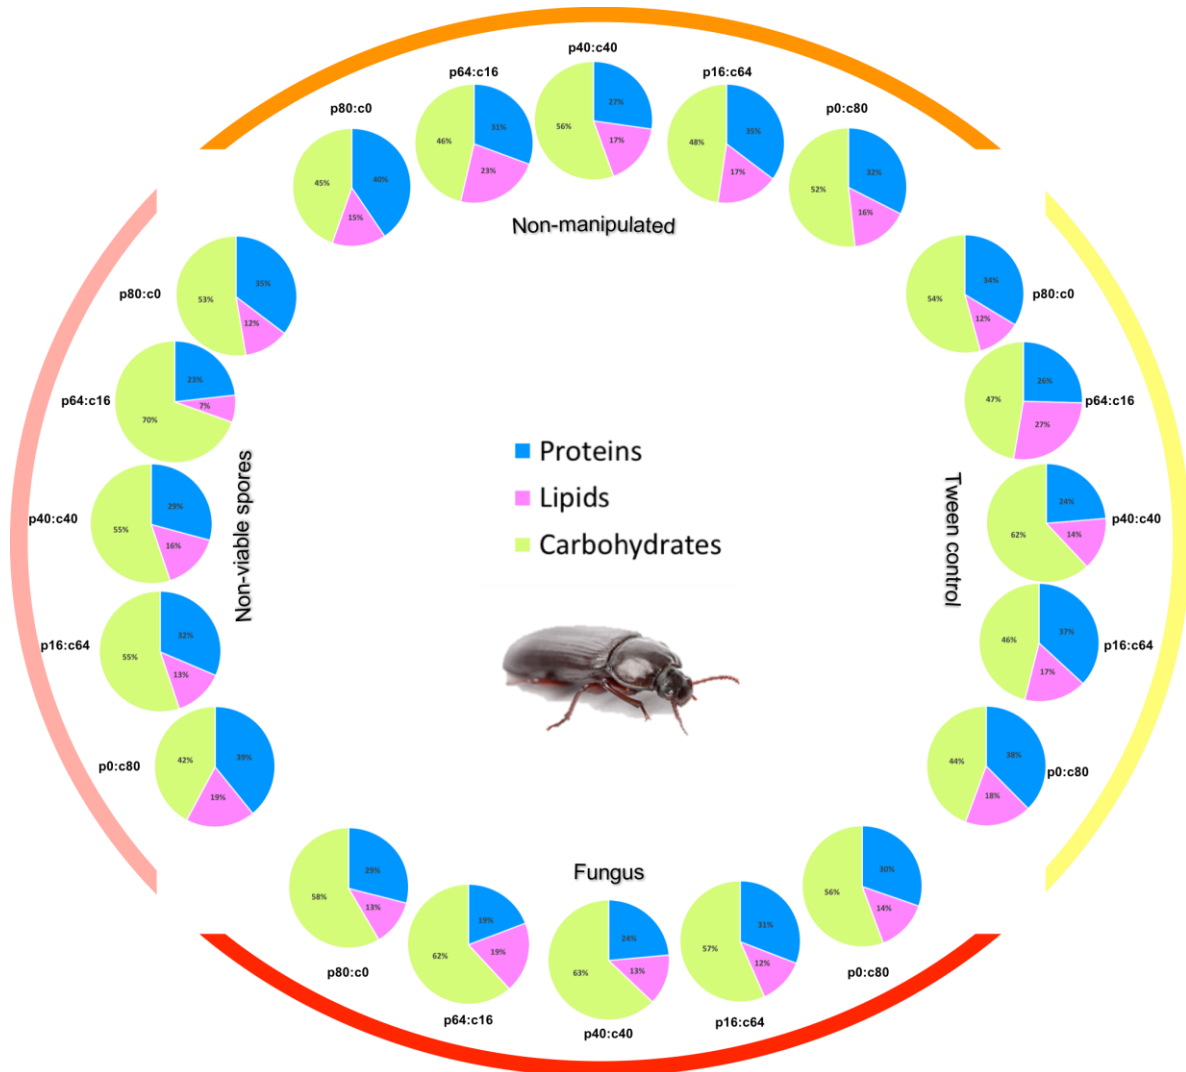 p40:c40
27%
56%
17%
p64:c16
31%
46%
23%
p16:c64
35%
48%
17%
p80:c0
40%
45%
15%
p0:c80
32%
52%
16%
Non-manipulated
p80:c0
34%
54%
12%
p64:c16
26%
47%
27%
p40:c40
24%
62%
14%
p16:c64
37%
46%
17%
p0:c80
38%
44%
18%
Tween control
p80:c0
35%
53%
12%
p64:c16
23%
7%
70%
p40:c40
29%
55%
16%
p16:c64
32%
55%
13%
p0:c80
39%
42%
19%
Non-viable spores
Proteins
Lipids
Carbohydrates
Fungus
29%
58%
13%
p80:c0
19%
19%
62%
p64:c16
24%
13%
63%
p40:c40
31%
57%
12%
p16:c64
30%
56%
14%
p0:c80